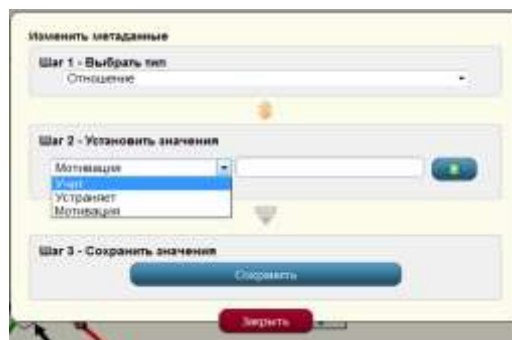 Изменить метаданные
Шаг 1 - Выбрать тип
Отношение
Шаг 2 - Установить значения
Мотивация
Учит
Устраняет
Мотивация
Шаг 3 - Сохранить значения
Сохранить
Закрыть